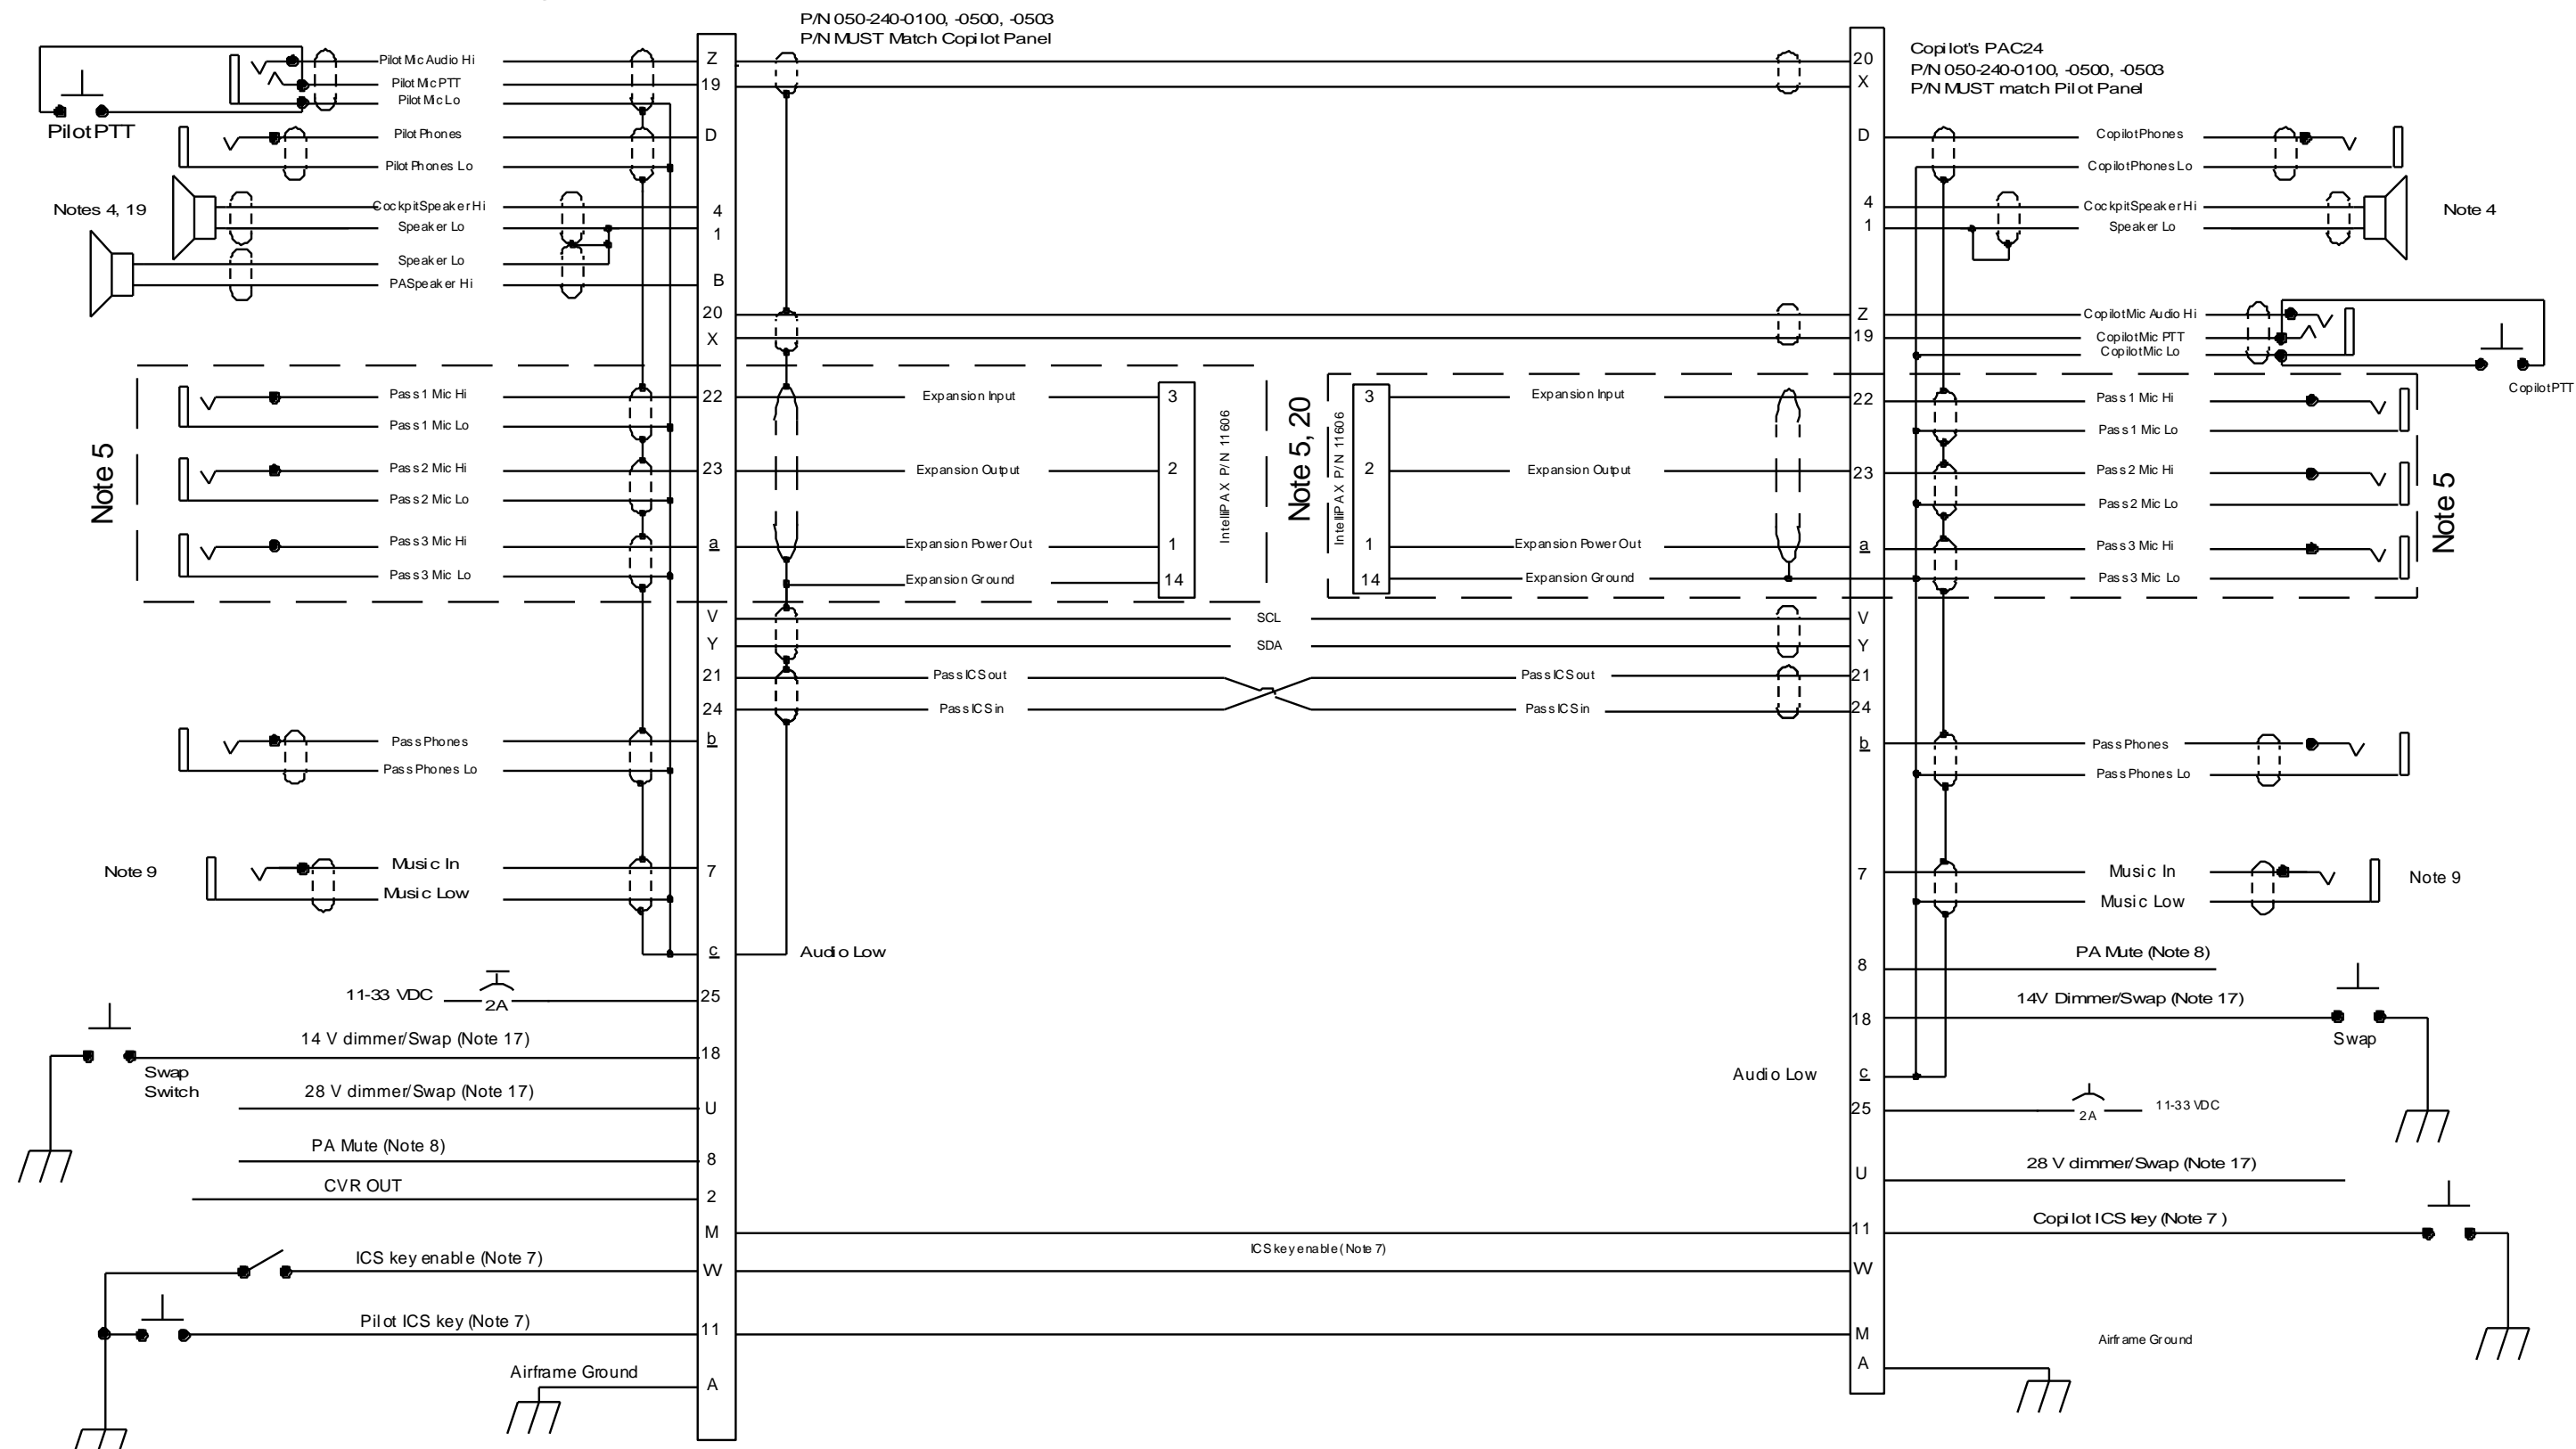 P/N 050-240-0100, -0500, -0503
P/N MUST Match Copilot Panel
Copilot's PAC24
P/N 050-240-0100, -0500, -0503
P/N MUST match Pilot Panel
Pilot Mic Audio Hi
Pilot Mic PTT
Pilot Mic Lo
Pilot PTT
Pilot Phones
Pilot Phones Lo
Notes 4, 19
Cockpit Speaker Hi
Speaker Lo
Speaker Lo
PA Speaker Hi
Note 5
Pass 1 Mic Hi
Pass 1 Mic Lo
Pass 2 Mic Hi
Pass 2 Mic Lo
Pass 3 Mic Hi
Pass 3 Mic Lo
Pass Phones
Pass Phones Lo
Note 9
Music In
Music Low
11-33 VDC
2A
14 V dimmer/Swap (Note 17)
Swap
Switch
28 V dimmer/Swap (Note 17)
PA Mute (Note 8)
CVR OUT
ICS key enable (Note 7)
Pilot ICS key (Note 7)
Airframe Ground
Z
19
D
4
1
B
20
X
22
23
a
V
Y
21
24
b
7
c
25
18
U
8
2
M
W
11
A
Audio Low
Expansion Input
Expansion Output
Expansion Power Out
Expansion Ground
3
2
1
14
IntelliPAX P/N 11606
Note 5, 20
IntelliPAX P/N 11606
3
2
1
14
Expansion Input
Expansion Output
Expansion Power Out
Expansion Ground
SCL
SDA
Pass ICS out
Pass ICS in
Pass ICS out
Pass ICS in
ICS key enable (Note 7)
Audio Low
20
X
D
4
1
Z
19
22
23
a
V
Y
21
24
b
7
8
18
c
25
U
11
W
M
A
Copilot Phones
Copilot Phones Lo
Cockpit Speaker Hi
Speaker Lo
Note 4
Copilot Mic Audio Hi
Copilot Mic PTT
Copilot Mic Lo
Copilot PTT
Pass 1 Mic Hi
Pass 1 Mic Lo
Pass 2 Mic Hi
Pass 2 Mic Lo
Pass 3 Mic Hi
Pass 3 Mic Lo
Note 5
Pass Phones
Pass Phones Lo
Music In
Music Low
Note 9
PA Mute (Note 8)
14V Dimmer/Swap (Note 17)
Swap
2A
11-33 VDC
28 V dimmer/Swap (Note 17)
Copilot ICS key (Note 7 )
Airframe Ground